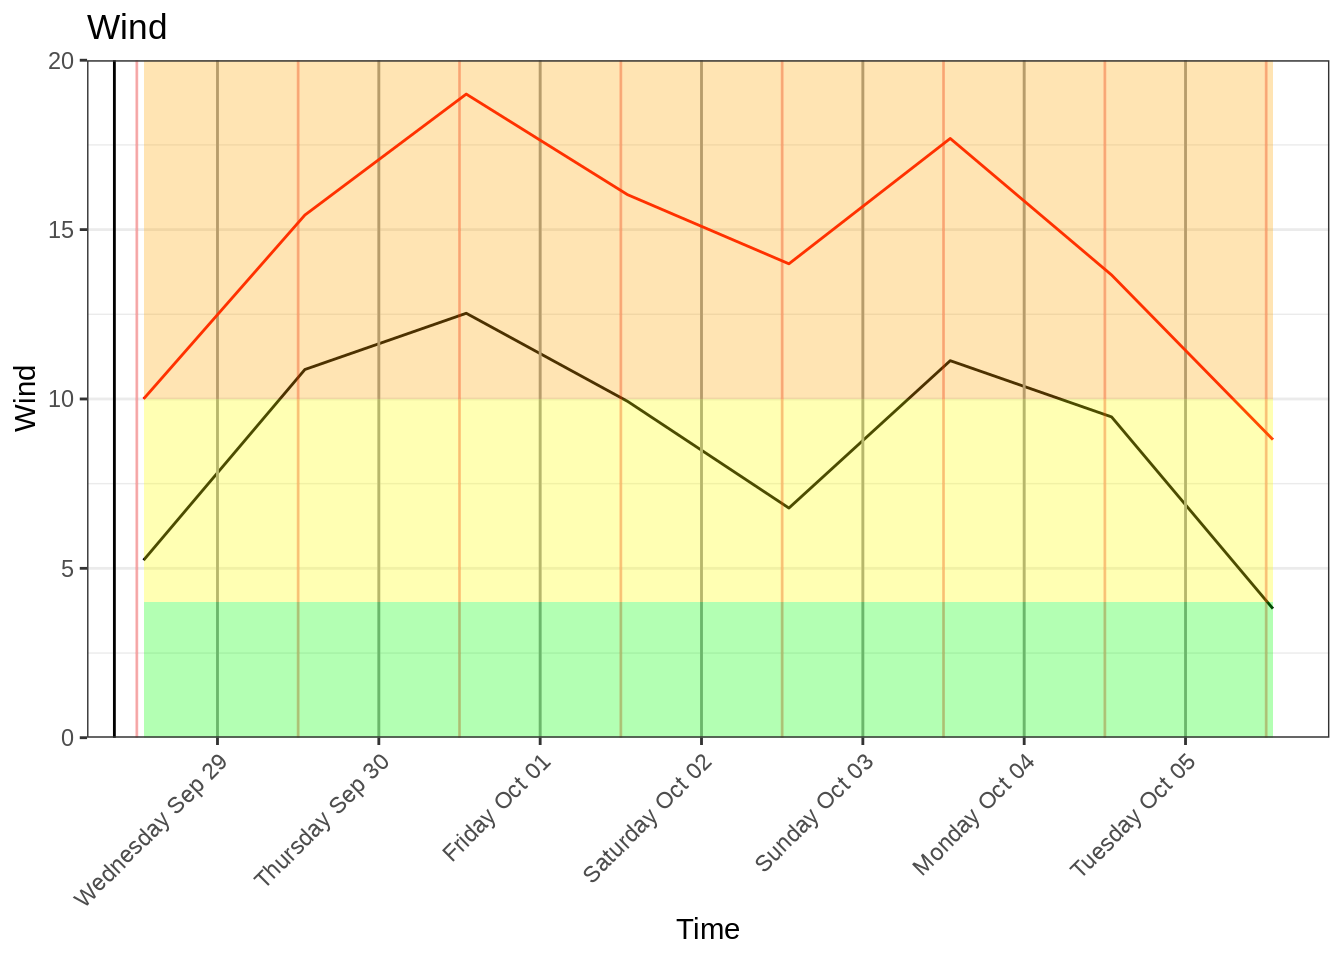 Wind
20
15
10
5
0
Wind
Wednesday Sep 29
Thursday Sep 30
Friday Oct 01
Saturday Oct 02
Sunday Oct 03
Monday Oct 04
Tuesday Oct 05
Time